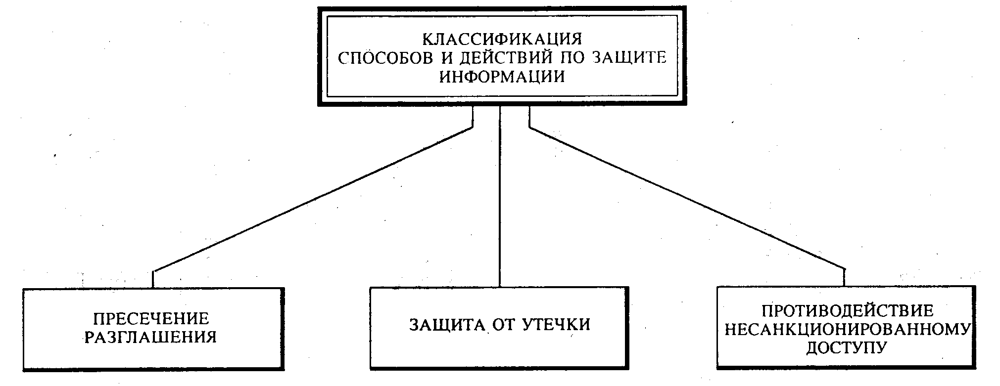 КЛАССИФИКАЦИЯ
СПОСОБОВ И ДЕЙСТВИЙ ПО ЗАЩИТЕ
ИНФОРМАЦИИ
ПРЕСЕЧЕНИЕ
РАЗГЛАШЕНИЯ
ЗАЩИТА ОТ УТЕЧКИ
ПРОТИВОДЕЙСТВИЕ
НЕСАНКЦИОНИРОВАННОМУ
ДОСТУПУ